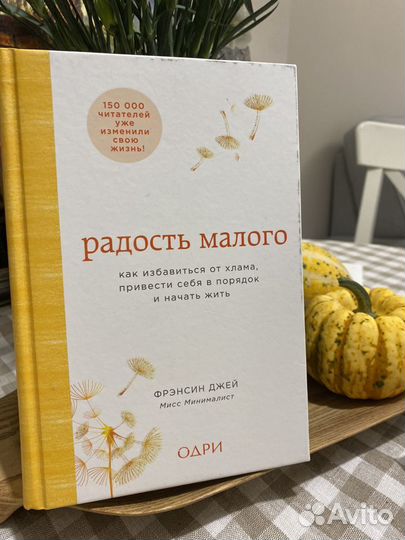 150 000
читателей
уже
изменили
свою
жизнь!
радость малого
как избавиться от хлама,
привести себя в порядок
и начать жить
ФРЭНСИН ДЖЕЙ
Мисс Минималист
ОДРИ
Avito